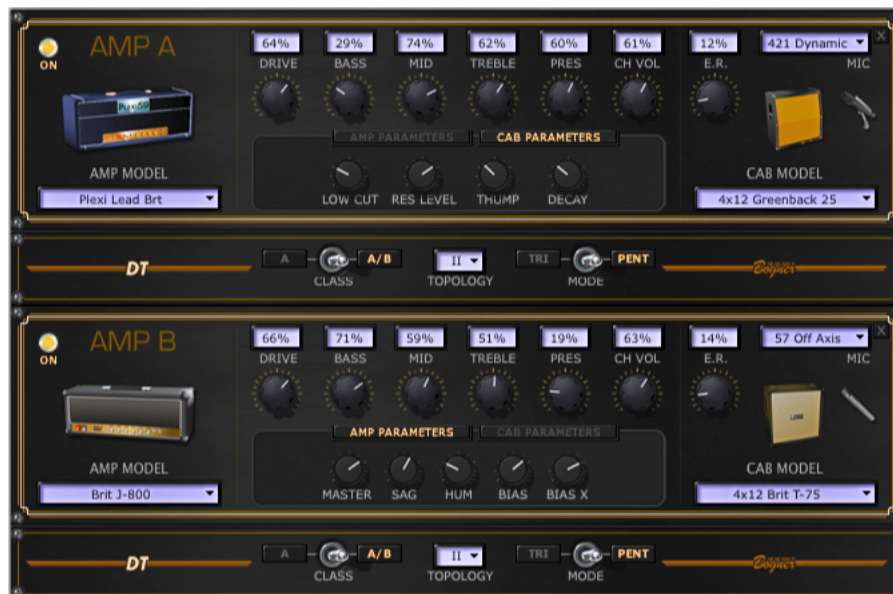 AMP A
ON
64% 29% 74% 62% 60% 61% 12% 421 Dynamic X
DRIVE BASS MID TREBLE PRES CH VOL E.R. MIC
Plexi 59
AMP PARAMETERS CAB PARAMETERS
AMP MODEL CAB MODEL
LOW CUT RES LEVEL THUMP DECAY
Plexi Lead Brt 4x12 Greenback 25
DT A A/B II TRI PENT Bogner
CLASS TOPOLOGY MODE
AMP B
ON
66% 71% 59% 51% 19% 63% 14% 57 Off Axis X
DRIVE BASS MID TREBLE PRES CH VOL E.R. MIC
AMP PARAMETERS CAB PARAMETERS
AMP MODEL CAB MODEL
MASTER SAG HUM BIAS BIAS X
Brit J-800 4x12 Brit T-75
DT A A/B II TRI PENT Bogner
CLASS TOPOLOGY MODE